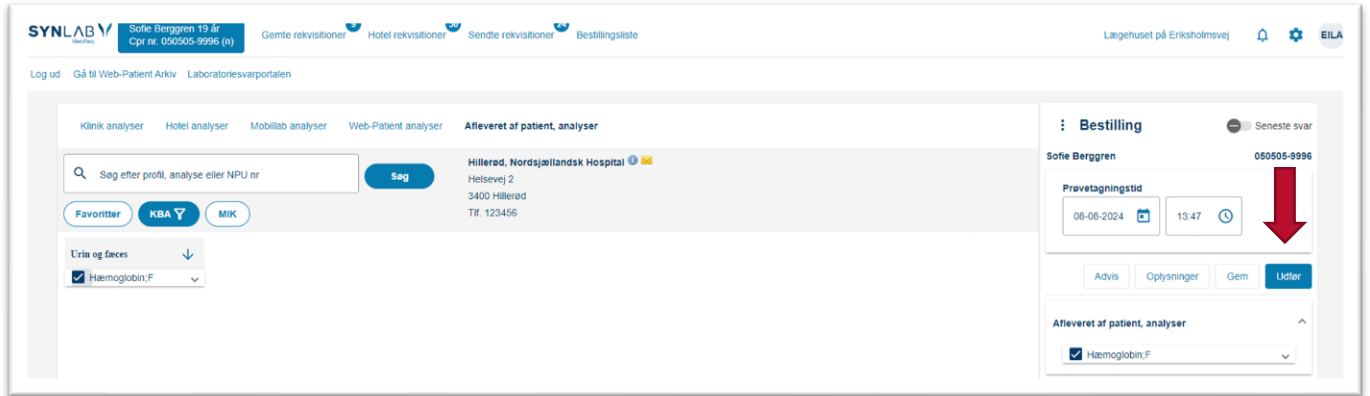 SYNLAB
WebReq
Sofie Berggren 19 år
Cpr nr. 050505-9996 (n)
Gemte rekvisitioner 9 Hotel rekvisitioner 30 Sendte rekvisitioner 24 Bestillingsliste
Lægehuset på Eriksholmsvej
EILA
Log ud Gå til Web-Patient Arkiv Laboratoriesvarportalen
Klinik analyser Hotel analyser Mobillab analyser Web-Patient analyser Afleveret af patient, analyser
Søg efter profil, analyse eller NPU nr
Søg
Favoritter KBA MIK
Hillerød, Nordsjællandsk Hospital
Helsevej 2
3400 Hillerød
Tlf. 123456
Urin og fæces
Hæmoglobin;F
Bestilling
Seneste svar
Sofie Berggren 050505-9996
Prøvetagningstid
08-08-2024 13:47
Advis Oplysninger Gem Udfør
Afleveret af patient, analyser
Hæmoglobin;F